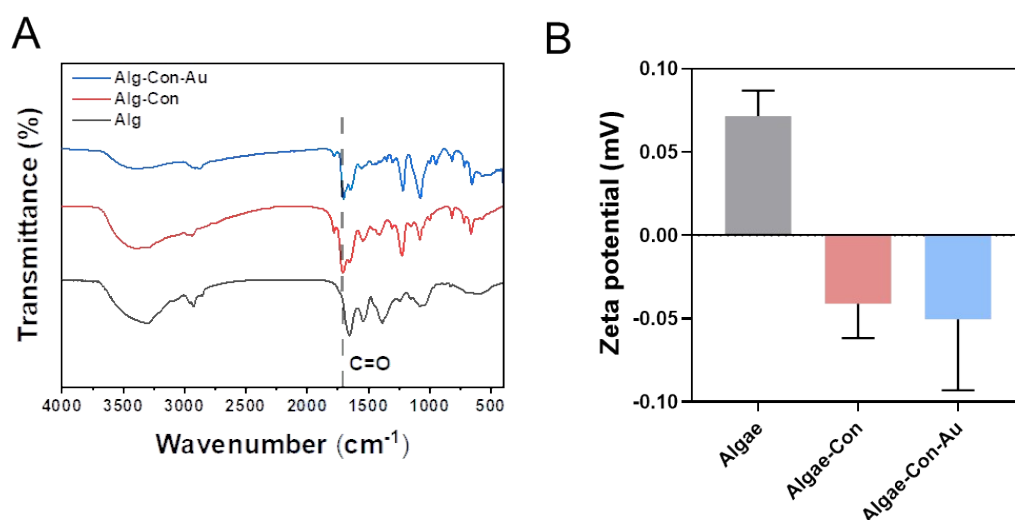 A
Alg-Con-Au
Alg-Con
Alg
Transmittance (%)
C=O
4000 3500 3000 2500 2000 1500 1000 500
Wavenumber (cm⁻¹)
B
0.10
0.05
0.00
-0.05
-0.10
Zeta potential (mV)
Algae
Algae-Con
Algae-Con-Au